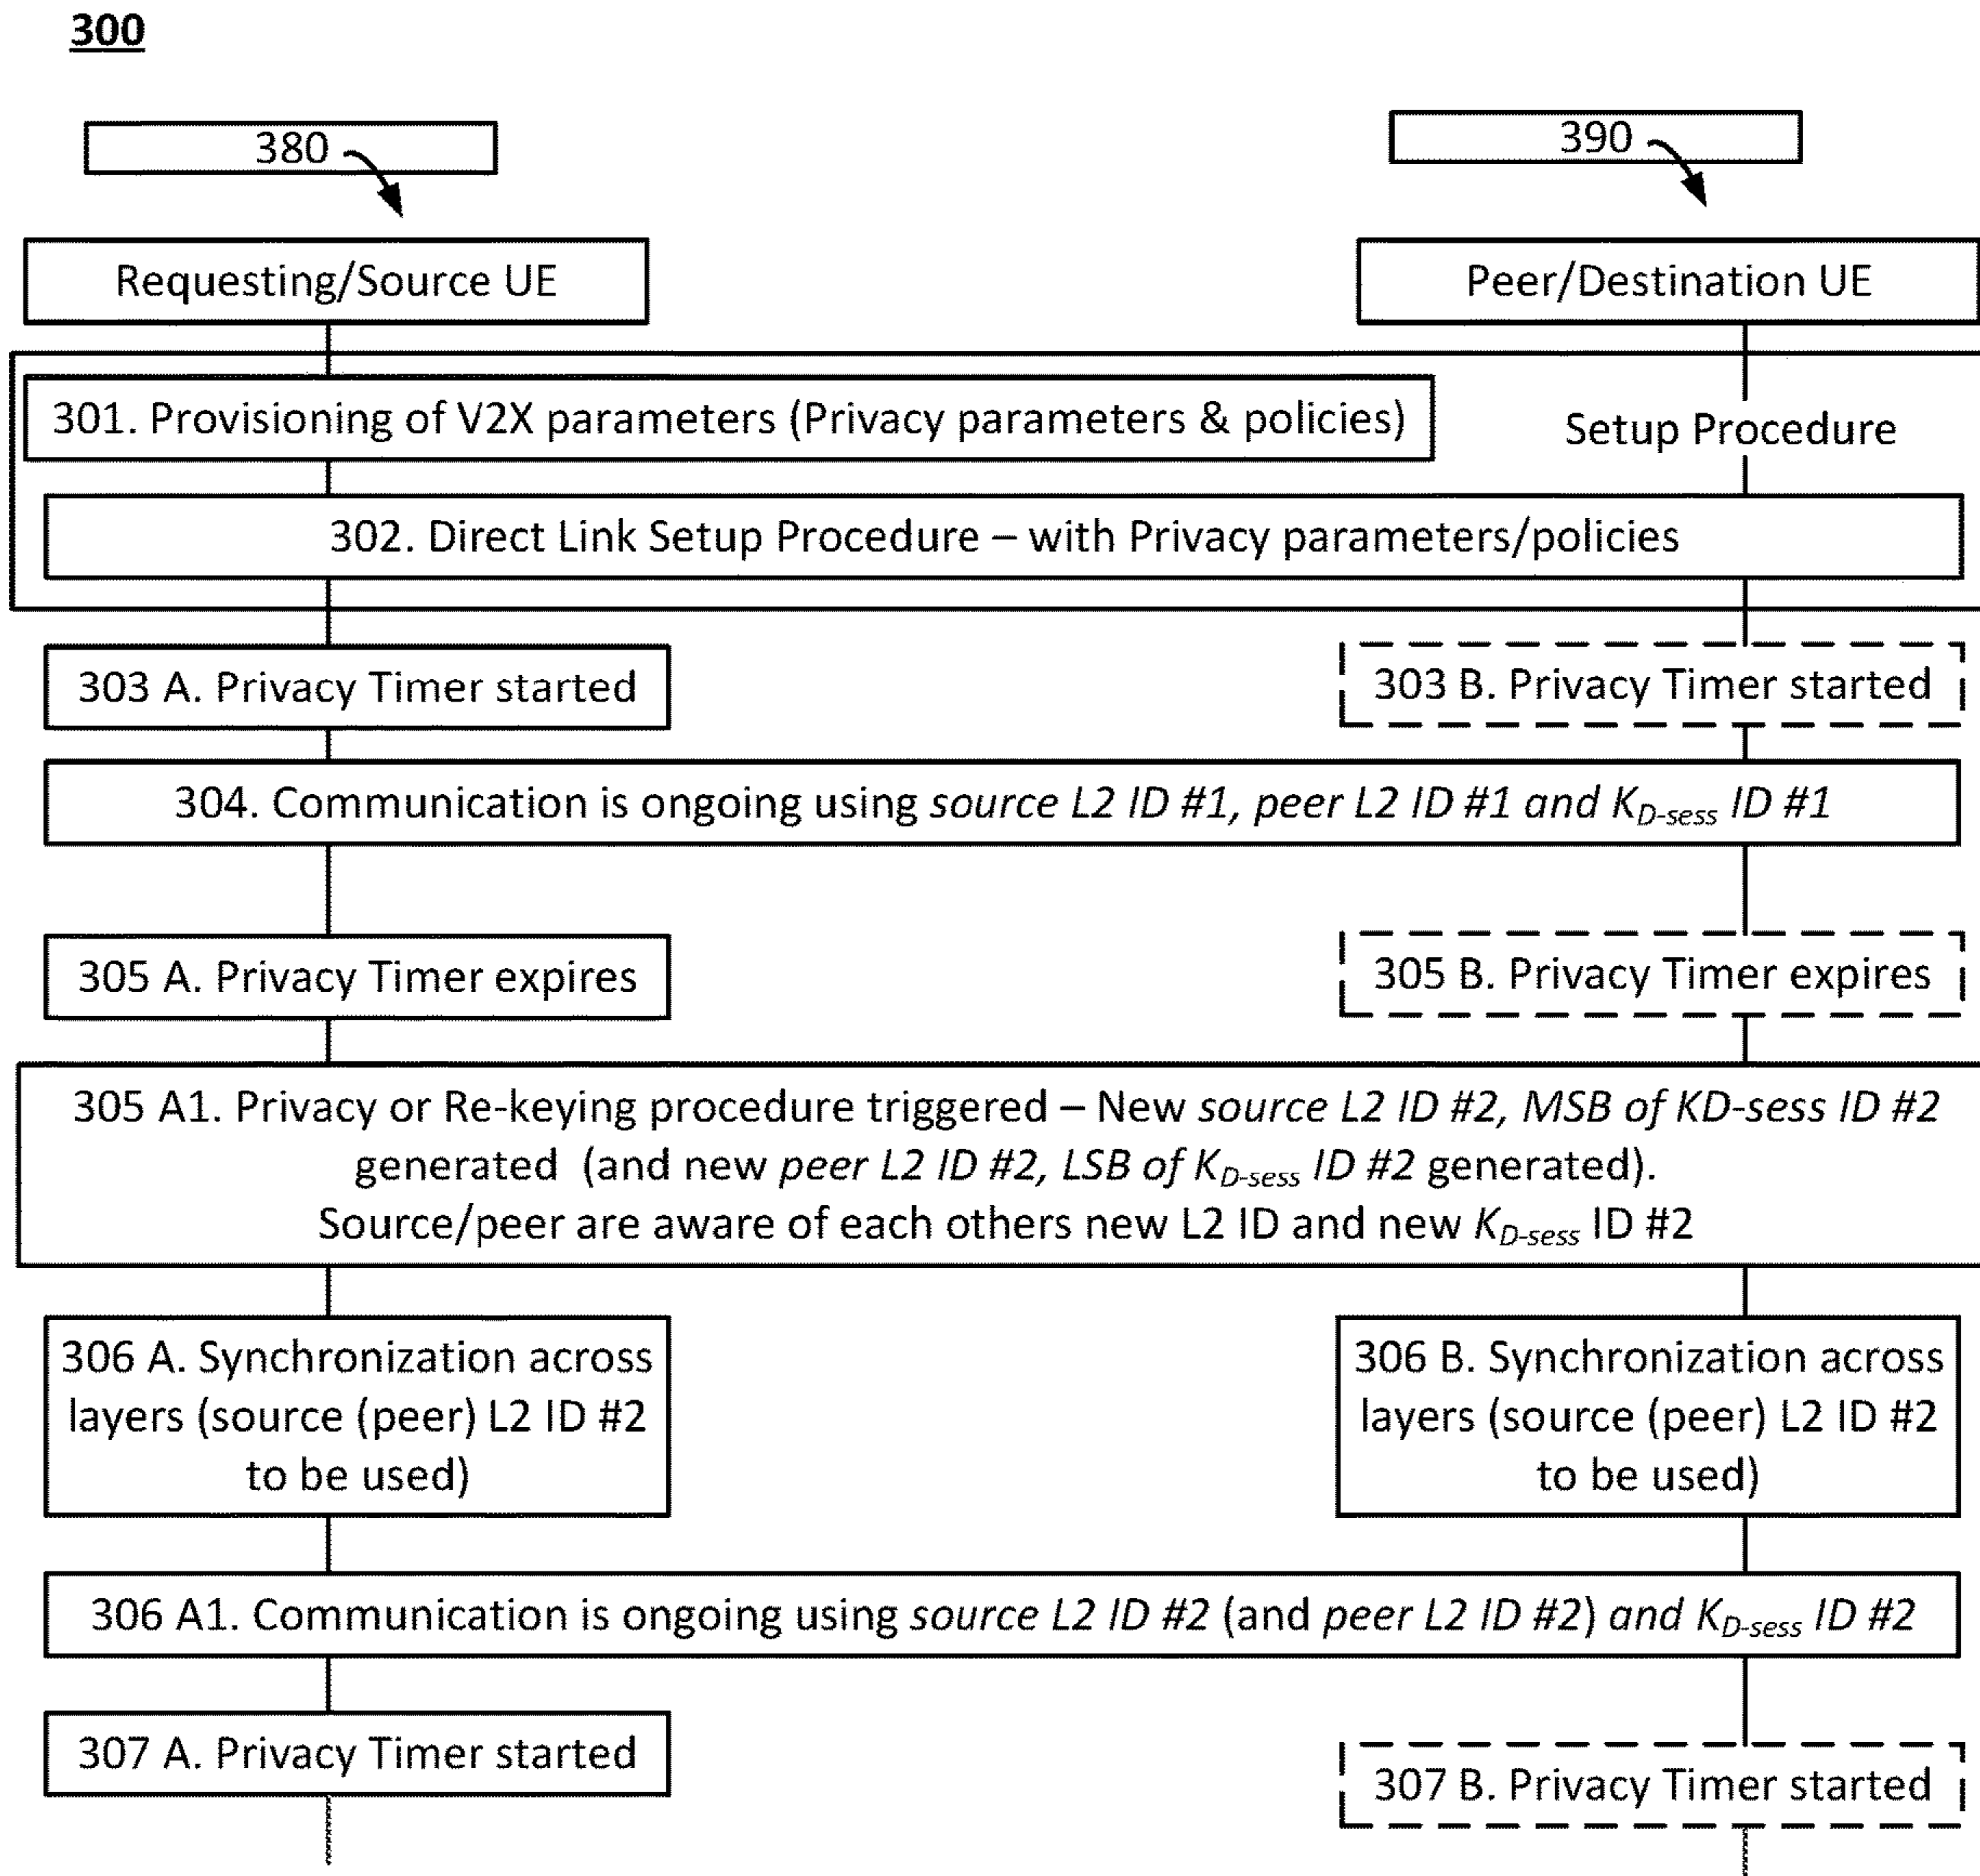 300
380
390
Requesting/Source UE
Peer/Destination UE
301. Provisioning of V2X parameters (Privacy parameters & policies)
Setup Procedure
302. Direct Link Setup Procedure – with Privacy parameters/policies
303 A. Privacy Timer started
303 B. Privacy Timer started
304. Communication is ongoing using source L2 ID #1, peer L2 ID #1 and KD-sess ID #1
305 A. Privacy Timer expires
305 B. Privacy Timer expires
305 A1. Privacy or Re-keying procedure triggered – New source L2 ID #2, MSB of KD-sess ID #2
generated (and new peer L2 ID #2, LSB of KD-sess ID #2 generated).
Source/peer are aware of each others new L2 ID and new KD-sess ID #2
306 A. Synchronization across
layers (source (peer) L2 ID #2
to be used)
306 B. Synchronization across
layers (source (peer) L2 ID #2
to be used)
306 A1. Communication is ongoing using source L2 ID #2 (and peer L2 ID #2) and KD-sess ID #2
307 A. Privacy Timer started
307 B. Privacy Timer started